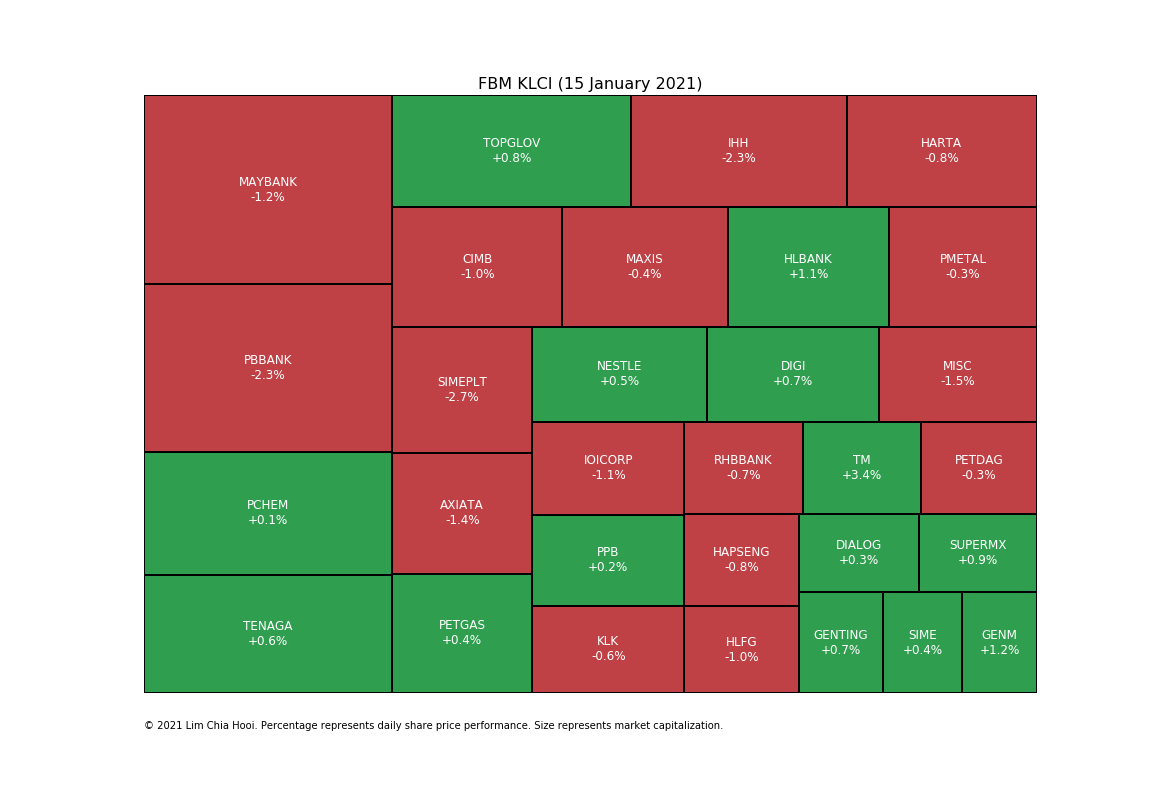 FBM KLCI (15 January 2021)
MAYBANK
-1.2%
PBBANK
-2.3%
PCHEM
+0.1%
TENAGA
+0.6%
TOPGLOV
+0.8%
IHH
-2.3%
HARTA
-0.8%
CIMB
-1.0%
MAXIS
-0.4%
HLBANK
+1.1%
PMETAL
-0.3%
SIMEPLT
-2.7%
AXIATA
-1.4%
PETGAS
+0.4%
NESTLE
+0.5%
DIGI
+0.7%
MISC
-1.5%
IOICORP
-1.1%
PPB
+0.2%
KLK
-0.6%
RHBBANK
-0.7%
TM
+3.4%
PETDAG
-0.3%
HAPSENG
-0.8%
HLFG
-1.0%
DIALOG
+0.3%
SUPERMX
+0.9%
GENTING
+0.7%
SIME
+0.4%
GENM
+1.2%
© 2021 Lim Chia Hooi. Percentage represents daily share price performance. Size represents market capitalization.